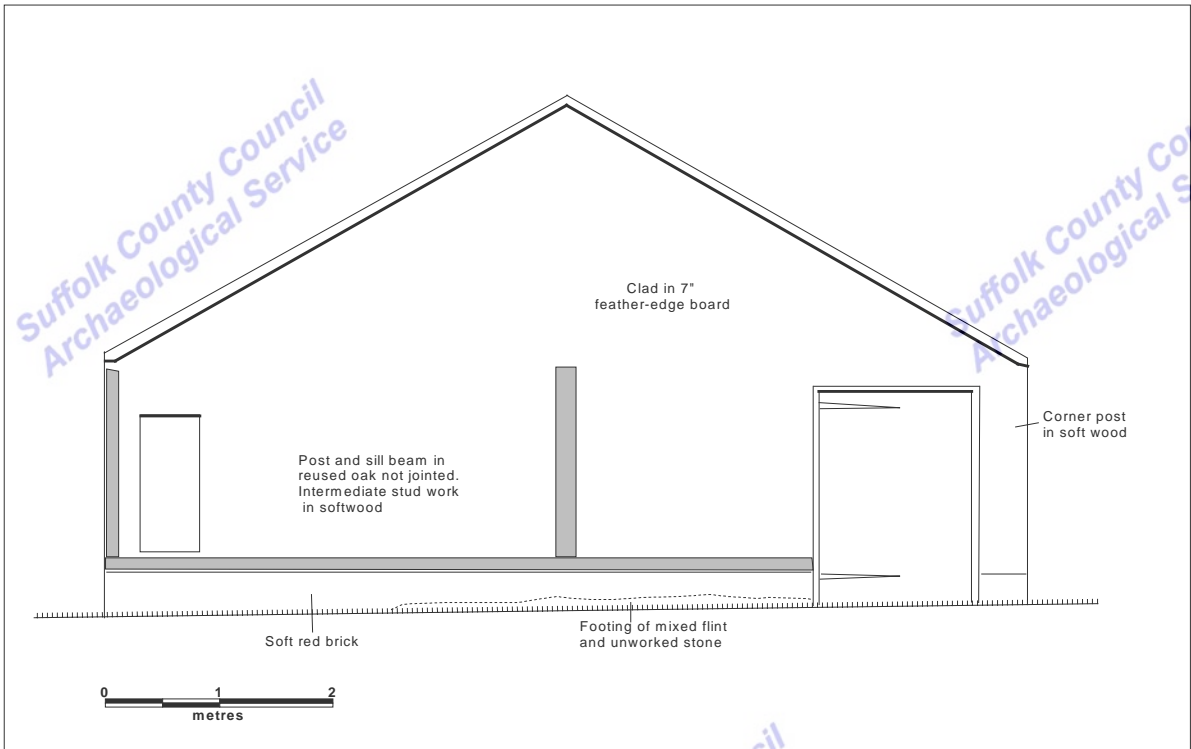 Suffolk County Council
Archaeological Service
Suffolk County Co
Archaeological S
Clad in 7"
feather-edge board
Corner post
in soft wood
Post and sill beam in
reused oak not jointed.
Intermediate stud work
in softwood
Soft red brick
Footing of mixed flint
and unworked stone
0 1 2
metres
cil